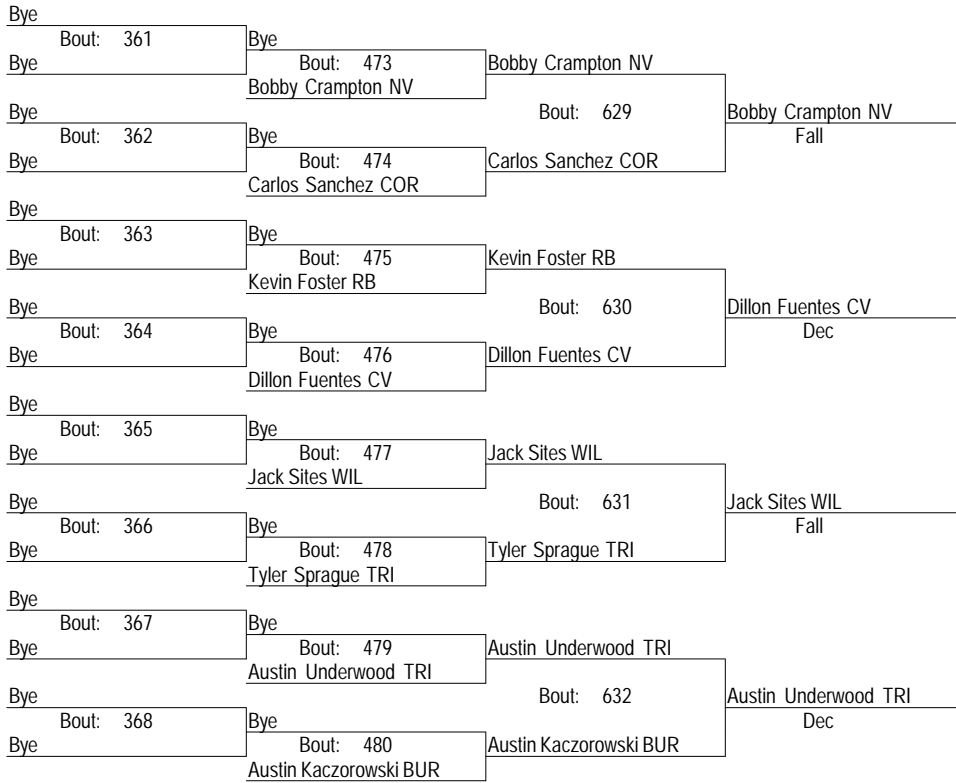 Bye
Bout: 361
Bye
Bye
Bout: 362
Bye
Bye
Bout: 363
Bye
Bye
Bout: 364
Bye
Bye
Bout: 365
Bye
Bye
Bout: 366
Bye
Bye
Bout: 367
Bye
Bye
Bout: 368
Bye
Bye
Bout: 473
Bobby Crampton NV
Bye
Bout: 474
Carlos Sanchez COR
Bye
Bout: 475
Kevin Foster RB
Bye
Bout: 476
Dillon Fuentes CV
Bye
Bout: 477
Jack Sites WIL
Bye
Bout: 478
Tyler Sprague TRI
Bye
Bout: 479
Austin Underwood TRI
Bye
Bout: 480
Austin Kaczorowski BUR
Bobby Crampton NV
Bout: 629
Carlos Sanchez COR
Kevin Foster RB
Bout: 630
Dillon Fuentes CV
Jack Sites WIL
Bout: 631
Tyler Sprague TRI
Austin Underwood TRI
Bout: 632
Austin Kaczorowski BUR
Bobby Crampton NV
Fall
Dillon Fuentes CV
Dec
Jack Sites WIL
Fall
Austin Underwood TRI
Dec